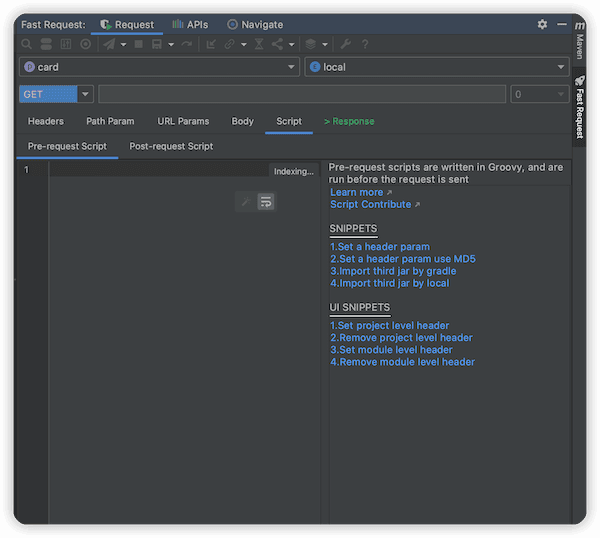 Fast Request: Request APIs Navigate
m Maven
card local
GET 0
Fast Request
Headers Path Param URL Params Body Script > Response
Pre-request Script Post-request Script
1 Indexing...
Pre-request scripts are written in Groovy, and are
run before the request is sent
Learn more ↗
Script Contribute ↗
SNIPPETS
1.Set a header param
2.Set a header param use MD5
3.Import third jar by gradle
4.Import third jar by local
UI SNIPPETS
1.Set project level header
2.Remove project level header
3.Set module level header
4.Remove module level header